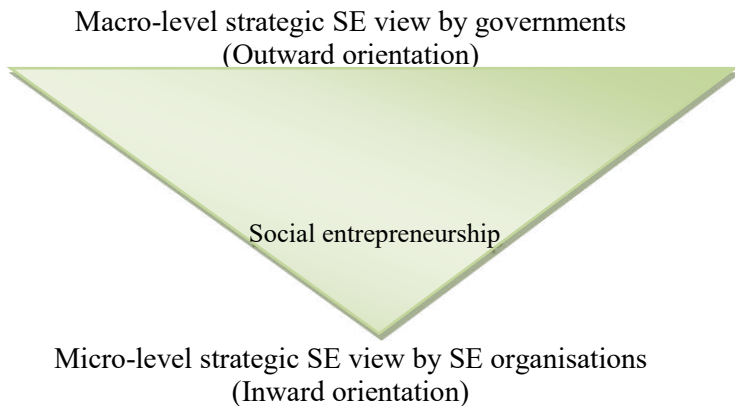 Macro-level strategic SE view by governments
(Outward orientation)
Social entrepreneurship
Micro-level strategic SE view by SE organisations
(Inward orientation)